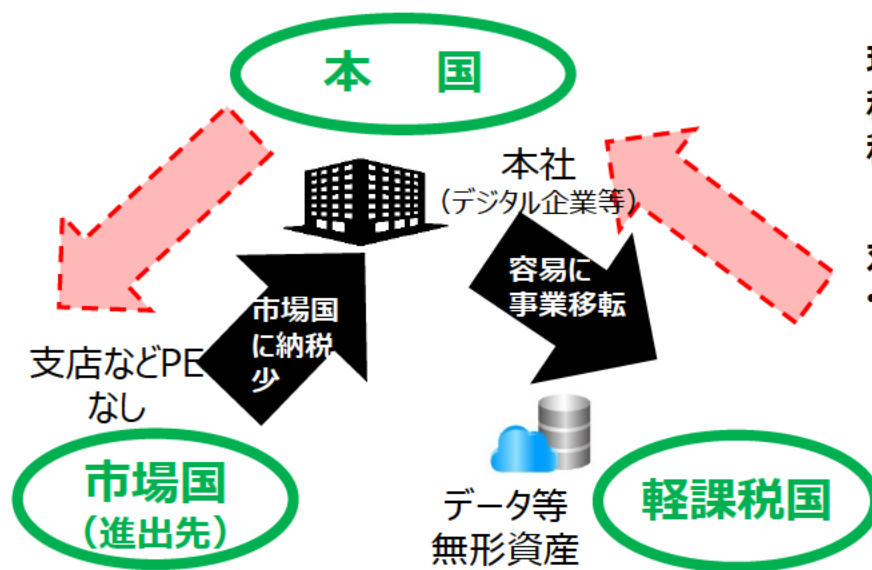 本 国
本社
（デジタル企業等）
容易に
事業移転
市場国
に納税
少
支店などPE
なし
市場国
（進出先）
データ等
無形資産
軽課税国